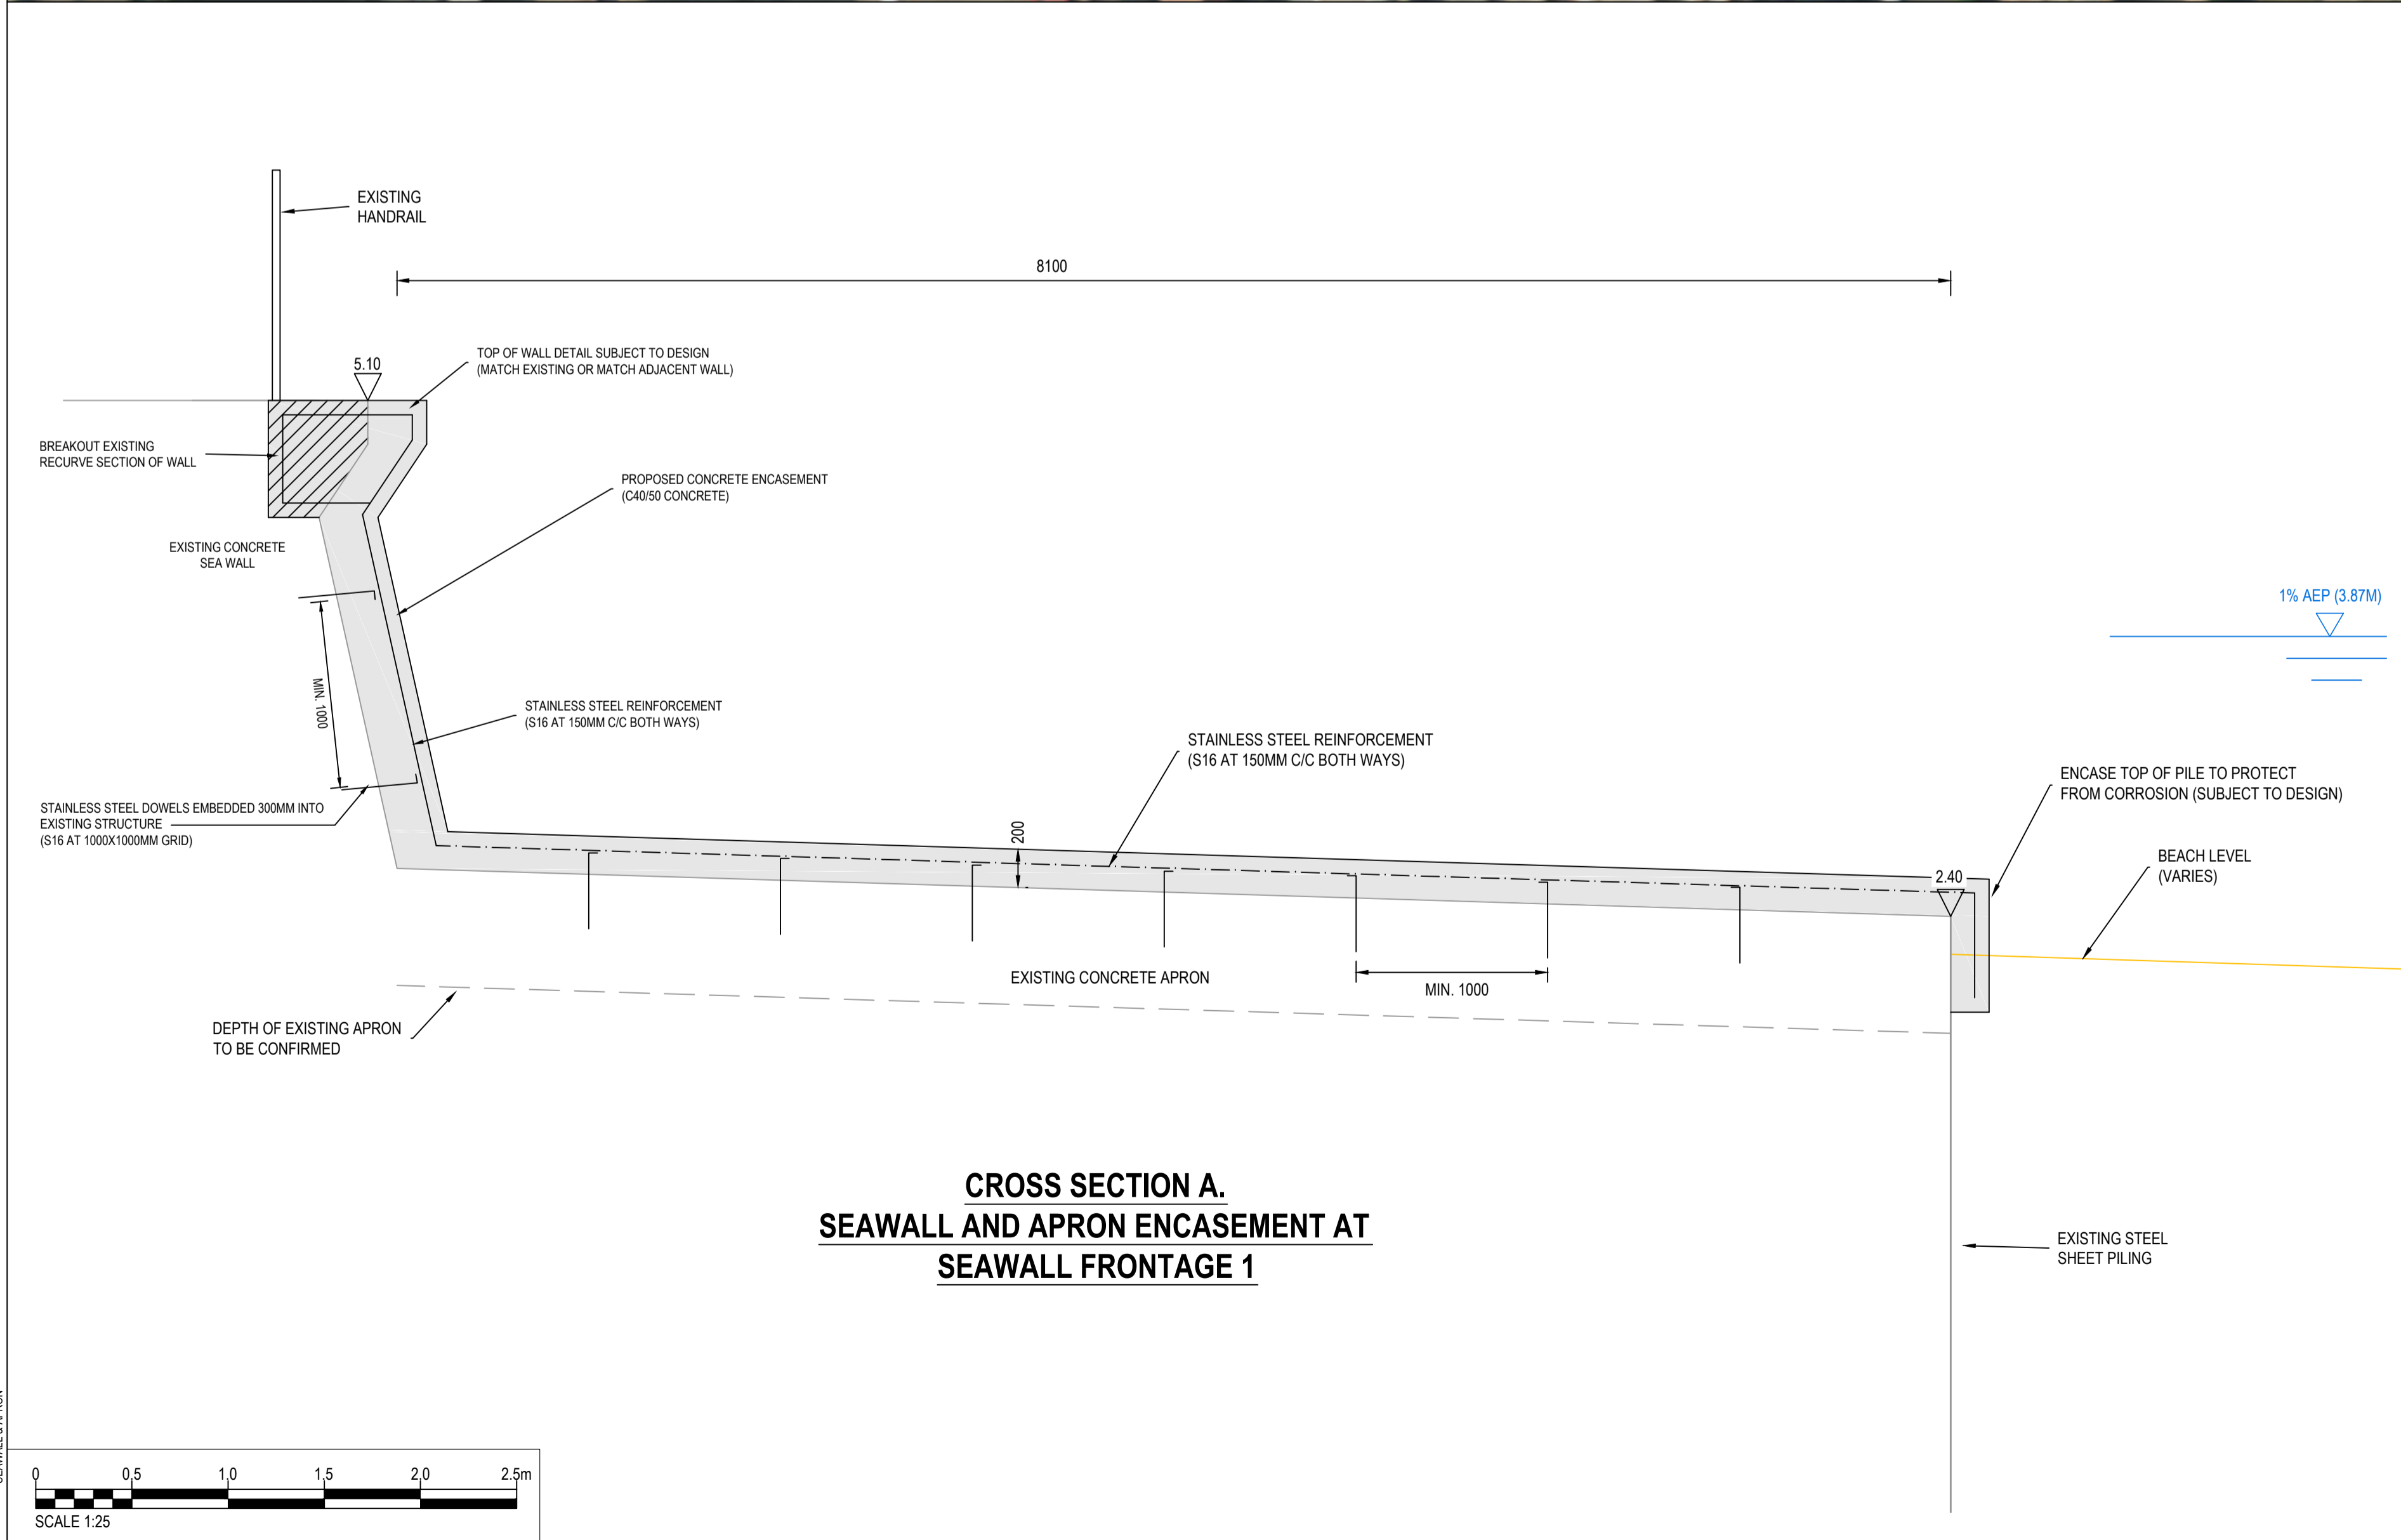 EXISTING
HANDRAIL
8100
TOP OF WALL DETAIL SUBJECT TO DESIGN
(MATCH EXISTING OR MATCH ADJACENT WALL)
5.10
BREAKOUT EXISTING
RECURVE SECTION OF WALL
PROPOSED CONCRETE ENCASEMENT
(C40/50 CONCRETE)
EXISTING CONCRETE
SEA WALL
1% AEP (3.87M)
MIN. 1000
STAINLESS STEEL REINFORCEMENT
(S16 AT 150MM C/C BOTH WAYS)
STAINLESS STEEL REINFORCEMENT
(S16 AT 150MM C/C BOTH WAYS)
ENCASE TOP OF PILE TO PROTECT
FROM CORROSION (SUBJECT TO DESIGN)
STAINLESS STEEL DOWELS EMBEDDED 300MM INTO
EXISTING STRUCTURE
(S16 AT 1000X1000MM GRID)
200
BEACH LEVEL
(VARIES)
2.40
EXISTING CONCRETE APRON
MIN. 1000
DEPTH OF EXISTING APRON
TO BE CONFIRMED
CROSS SECTION A.
SEAWALL AND APRON ENCASEMENT AT
SEAWALL FRONTAGE 1
EXISTING STEEL
SHEET PILING
0 0.5 1.0 1.5 2.0 2.5m
SCALE 1:25